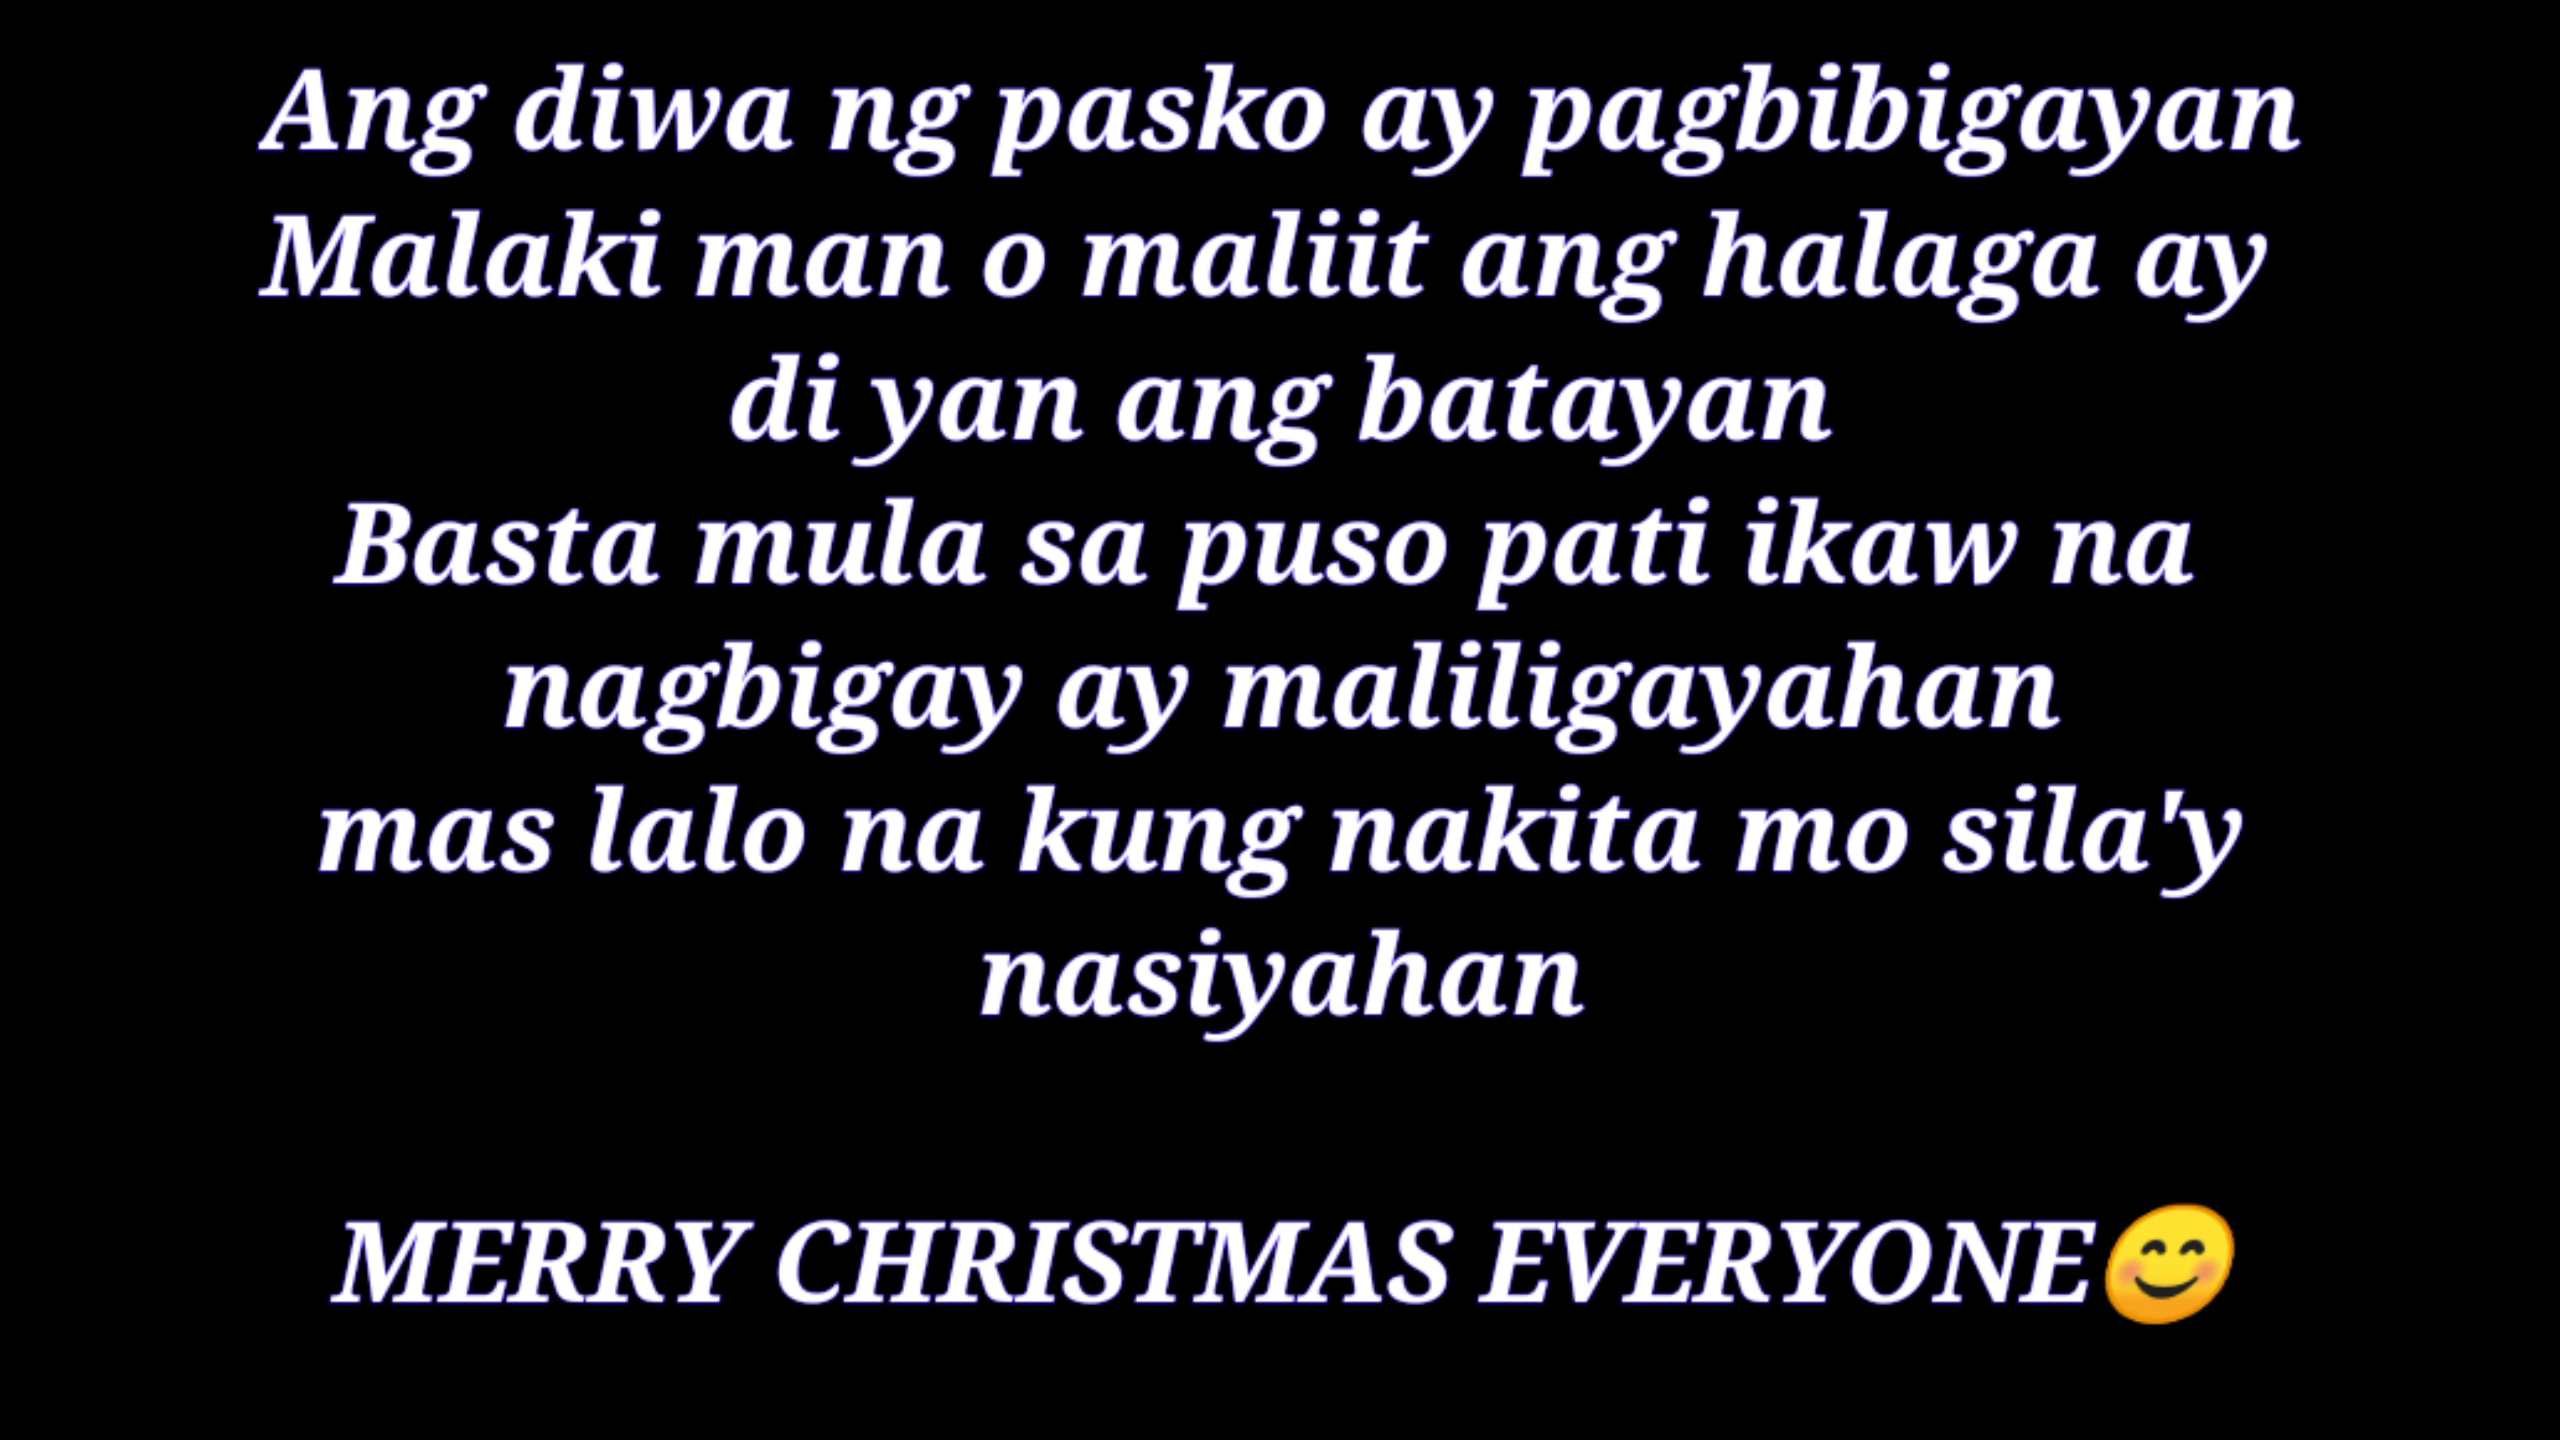 Ang diwa ng pasko ay pagbibigayan
Malaki man o maliit ang halaga ay
di yan ang batayan
Basta mula sa puso pati ikaw na
nagbigay ay maliligayahan
mas lalo na kung nakita mo sila'y
nasiyahan
MERRY CHRISTMAS EVERYONE😊